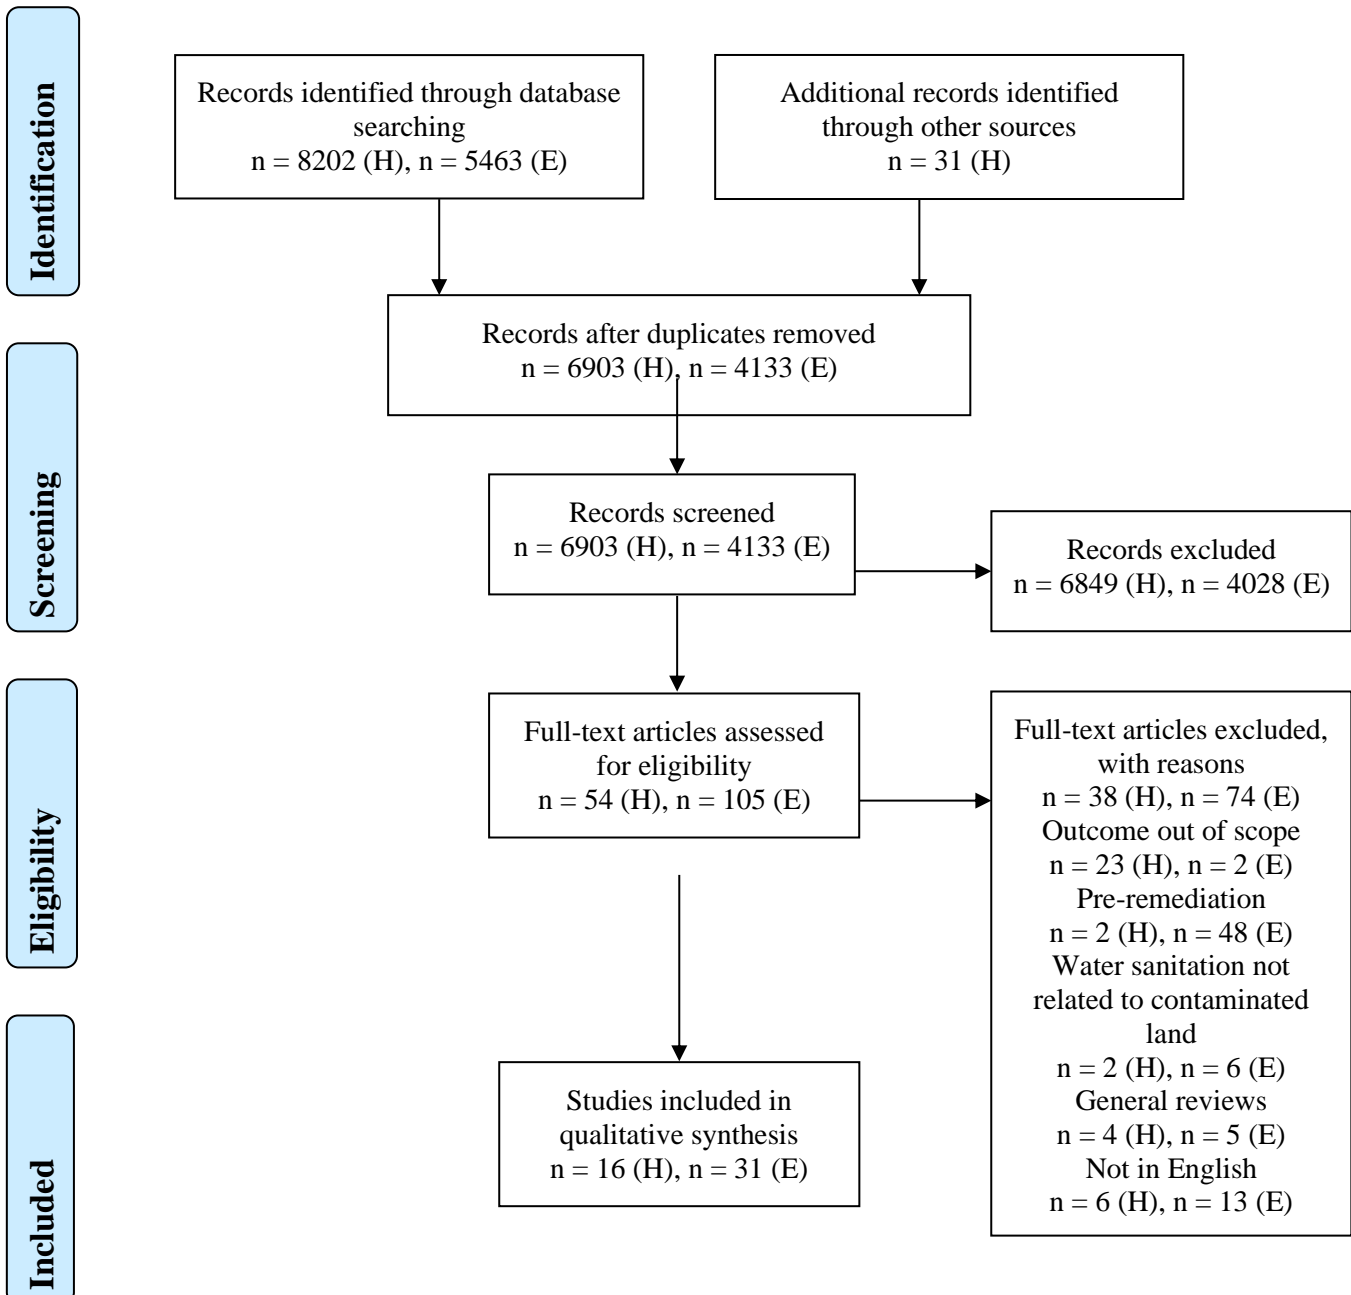 Identification
Records identified through database
searching
n = 8202 (H), n = 5463 (E)
Additional records identified
through other sources
n = 31 (H)
Records after duplicates removed
n = 6903 (H), n = 4133 (E)
Screening
Records screened
n = 6903 (H), n = 4133 (E)
Records excluded
n = 6849 (H), n = 4028 (E)
Eligibility
Full-text articles assessed
for eligibility
n = 54 (H), n = 105 (E)
Full-text articles excluded,
with reasons
n = 38 (H), n = 74 (E)
Outcome out of scope
n = 23 (H), n = 2 (E)
Pre-remediation
n = 2 (H), n = 48 (E)
Water sanitation not
related to contaminated
land
n = 2 (H), n = 6 (E)
General reviews
n = 4 (H), n = 5 (E)
Not in English
n = 6 (H), n = 13 (E)
Included
Studies included in
qualitative synthesis
n = 16 (H), n = 31 (E)